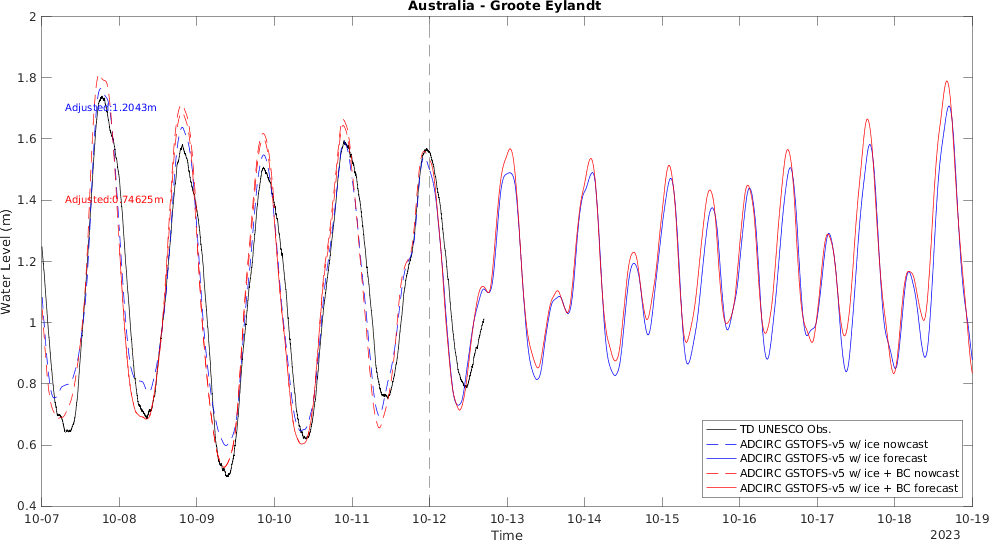 Australia - Groote Eylandt
2
1.8
1.6
1.4
1.2
1
0.8
0.6
0.4
Water Level (m)
Adjusted:1.2043m
Adjusted:0.74625m
TD UNESCO Obs.
ADCIRC GSTOFS-v5 w/ ice nowcast
ADCIRC GSTOFS-v5 w/ ice forecast
ADCIRC GSTOFS-v5 w/ ice + BC nowcast
ADCIRC GSTOFS-v5 w/ ice + BC forecast
10-07 10-08 10-09 10-10 10-11 10-12 10-13 10-14 10-15 10-16 10-17 10-18 10-19
Time
2023